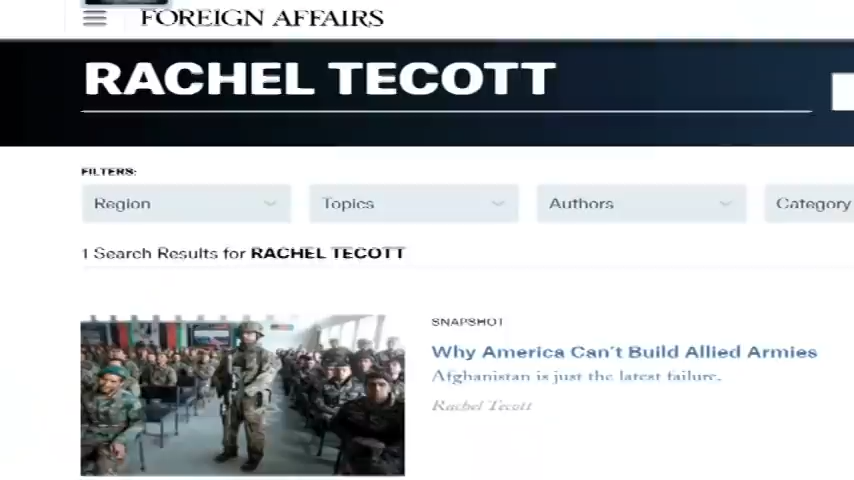 FOREIGN AFFAIRS
RACHEL TECOTT
FILTERS:
Region
Topics
Authors
Category
1 Search Results for RACHEL TECOTT
SNAPSHOT
Why America Can't Build Allied Armies
Afghanistan is just the latest failure.
Rachel Tecott